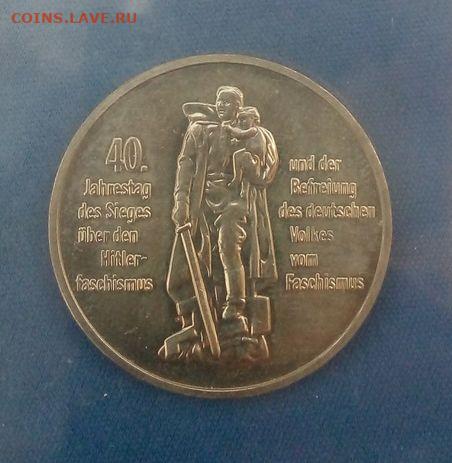 COINS.LAVE.RU
40.
Jahrestag
des Sieges
über den
Hitler-
faschismus
und der
Befreiung
des deutschen
Volkes
vom
Faschismus